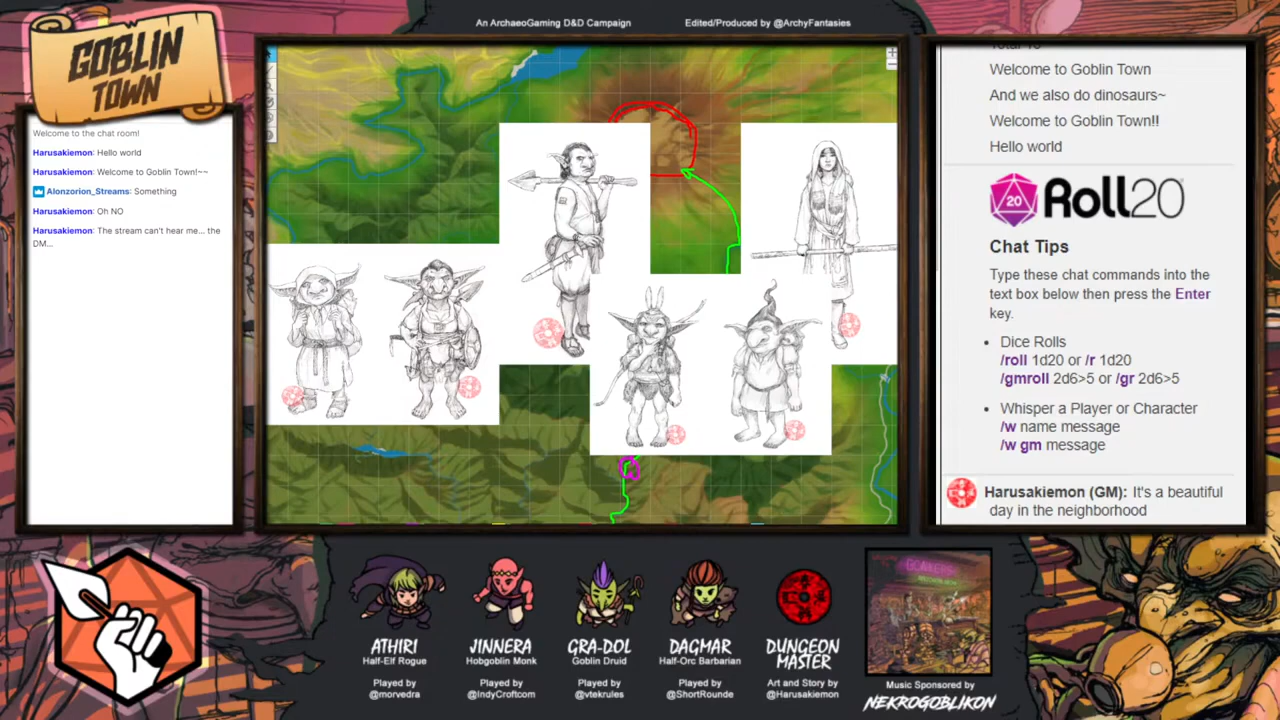 An ArchaeoGaming D&D Campaign
Edited/Produced by @ArchyFantasies
GOBLIN
TOWN
Welcome to the chat room!
Harusakiemon: Hello world
Harusakiemon: Welcome to Goblin Town!~~
Alonzorion_Streams: Something
Harusakiemon: Oh NO
Harusakiemon: The stream can't hear me... the
DM...
Welcome to Goblin Town
And we also do dinosaurs~
Welcome to Goblin Town!!
Hello world
20
Roll20
Chat Tips
Type these chat commands into the
text box below then press the Enter
key.
• Dice Rolls
/roll 1d20 or /r 1d20
/gmroll 2d6>5 or /gr 2d6>5
• Whisper a Player or Character
/w name message
/w gm message
Harusakiemon (GM): It's a beautiful
day in the neighborhood
ATHIRI
Half-Elf Rogue
Played by
@morvedra
JINNERA
Hobgoblin Monk
Played by
@IndyCroftcom
GRA-DOL
Goblin Druid
Played by
@vtekrules
DAGMAR
Half-Orc Barbarian
Played by
@ShortRounde
DUNGEON
MASTER
Art and Story by
@Harusakiemon
Music Sponsored by
NEKROGOBLIKON